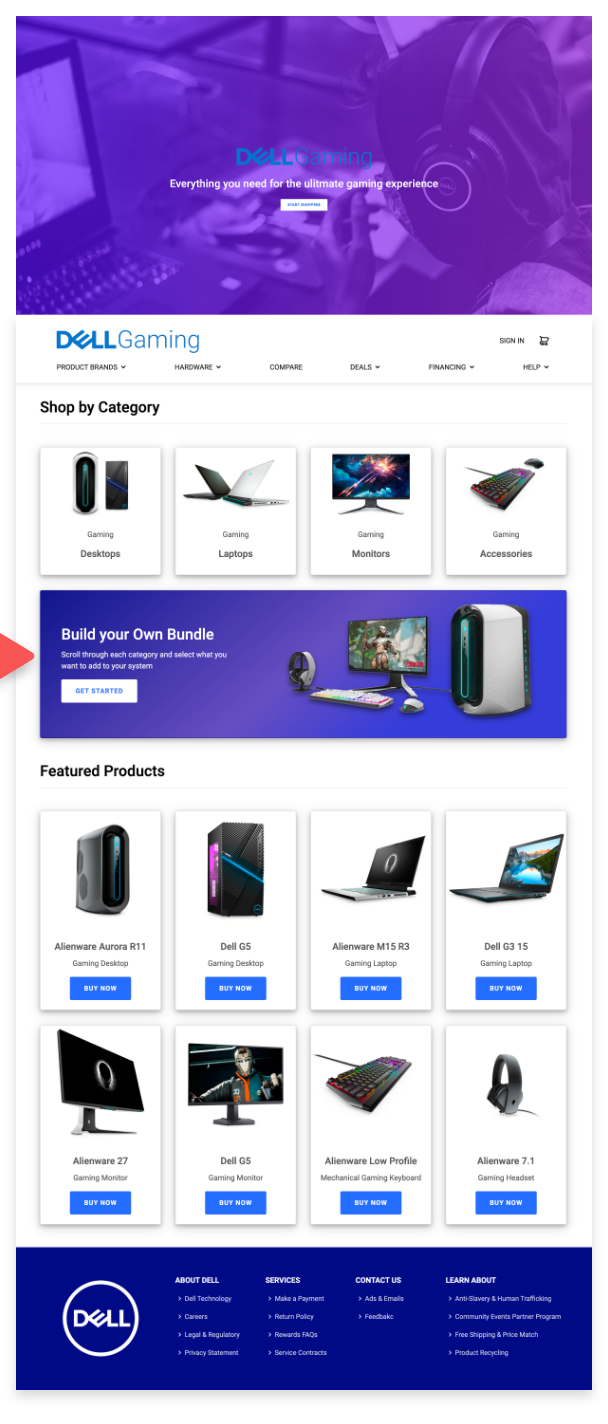 DELLGaming
Everything you need for the ulitmate gaming experience
START SHOPPING
DELL
DELLGaming
SIGN IN
PRODUCT BRANDS HARDWARE COMPARE DEALS FINANCING HELP
Shop by Category
Gaming
Desktops
Gaming
Laptops
Gaming
Monitors
Gaming
Accessories
Build your Own Bundle
Scroll through each category and select what you
want to add to your system
GET STARTED
Featured Products
Alienware Aurora R11
Gaming Desktop
BUY NOW
Dell G5
Gaming Desktop
BUY NOW
Alienware M15 R3
Gaming Laptop
BUY NOW
Dell G3 15
Gaming Laptop
BUY NOW
Alienware 27
Gaming Monitor
BUY NOW
Dell G5
Gaming Monitor
BUY NOW
Alienware Low Profile
Mechanical Gaming Keyboard
BUY NOW
Alienware 7.1
Gaming Headset
BUY NOW
DELL
ABOUT DELL
> Dell Technology
> Careers
> Legal & Regulatory
> Privacy Statement
SERVICES
> Make a Payment
> Return Policy
> Rewards FAQs
> Service Contracts
CONTACT US
> Ads & Emails
> Feedbakc
LEARN ABOUT
> Anti-Slavery & Human Trafficking
> Community Events Partner Program
> Free Shipping & Price Match
> Product Recycling